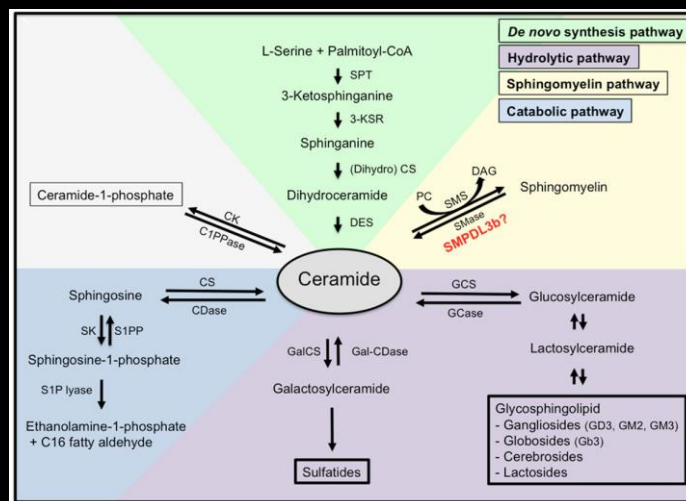 De novo synthesis pathway
Hydrolytic pathway
Sphingomyelin pathway
Catabolic pathway
L-Serine + Palmitoyl-CoA
SPT
3-Ketosphinganine
3-KSR
Sphinganine
(Dihydro) CS
Dihydroceramide
DES
Ceramide
Ceramide-1-phosphate
CK
C1PPase
PC
SMS
DAG
SMase
SMPDL3b?
Sphingomyelin
Sphingosine
CS
CDase
SK
S1PP
Sphingosine-1-phosphate
S1P lyase
Ethanolamine-1-phosphate
+ C16 fatty aldehyde
GalCS
Gal-CDase
Galactosylceramide
Sulfatides
GCS
GCase
Glucosylceramide
Lactosylceramide
Glycosphingolipid
- Gangliosides (GD3, GM2, GM3)
- Globosides (Gb3)
- Cerebrosides
- Lactosides